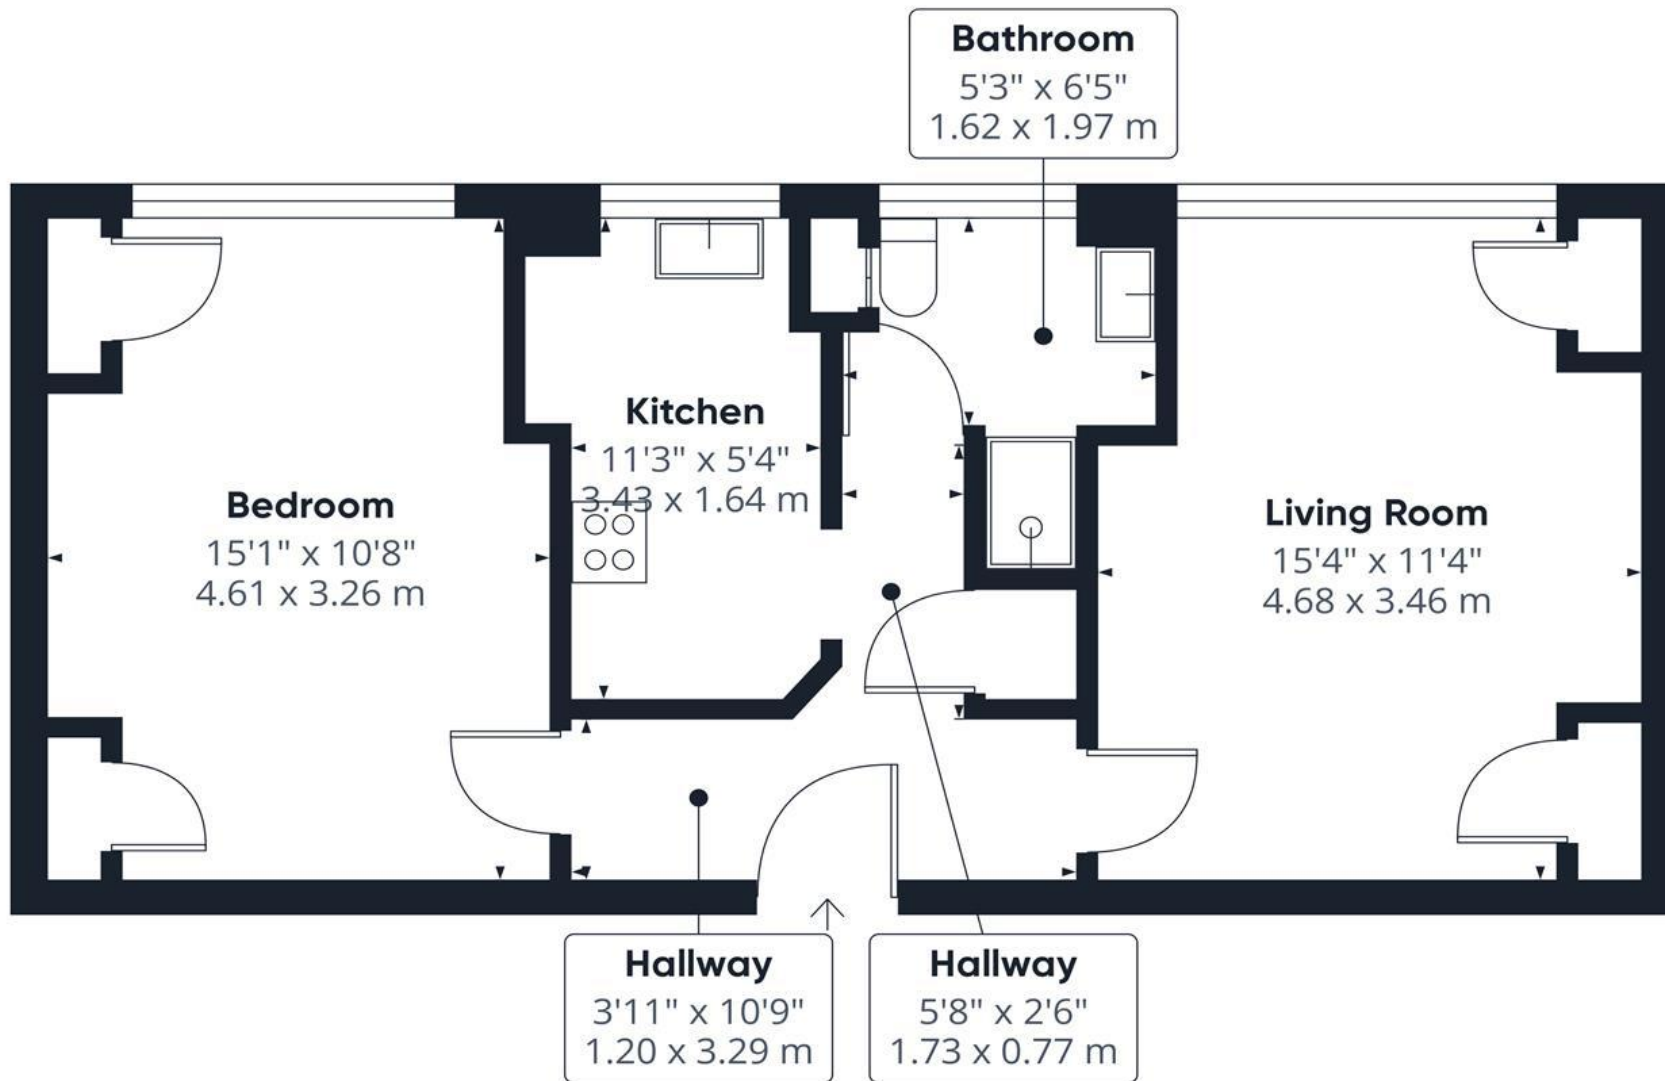 Bathroom
5'3" x 6'5"
1.62 x 1.97 m
Kitchen
11'3" x 5'4"
3.43 x 1.64 m
Bedroom
15'1" x 10'8"
4.61 x 3.26 m
Living Room
15'4" x 11'4"
4.68 x 3.46 m
Hallway
3'11" x 10'9"
1.20 x 3.29 m
Hallway
5'8" x 2'6"
1.73 x 0.77 m